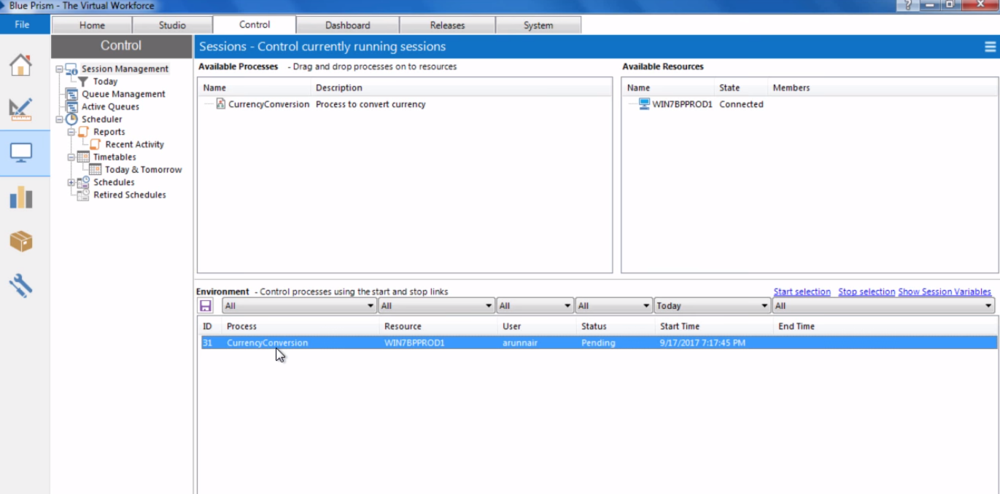 Blue Prism - The Virtual Workforce
File
Home Studio Control Dashboard Releases System
Control
Session Management
Today
Queue Management
Active Queues
Scheduler
Reports
Recent Activity
Timetables
Today & Tomorrow
Schedules
Retired Schedules
Sessions - Control currently running sessions
Available Processes - Drag and drop processes on to resources
Name Description
CurrencyConversion Process to convert currency
Available Resources
Name State Members
WIN7BPPROD1 Connected
Environment - Control processes using the start and stop links
Start selection Stop selection Show Session Variables
All All All All Today All
ID Process Resource User Status Start Time End Time
31 CurrencyConversion WIN7BPPROD1 arunnair Pending 9/17/2017 7:17:45 PM